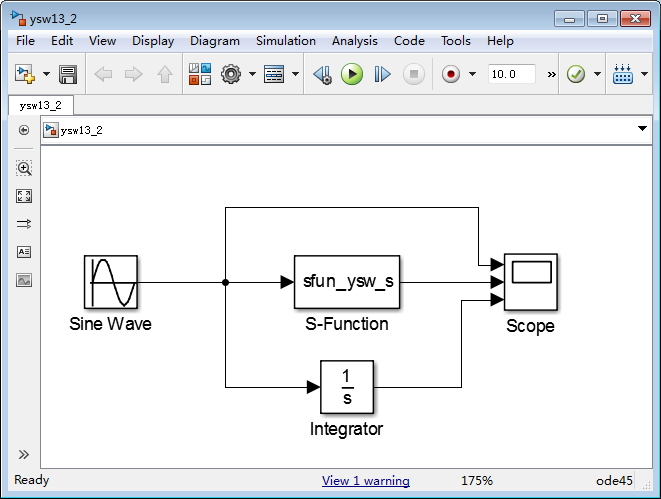 ysw13_2
File Edit View Display Diagram Simulation Analysis Code Tools Help
10.0 »
ysw13_2
ysw13_2
sfun_ysw_s
Sine Wave
S-Function
Scope
1
s
Integrator
Ready View 1 warning 175% ode45